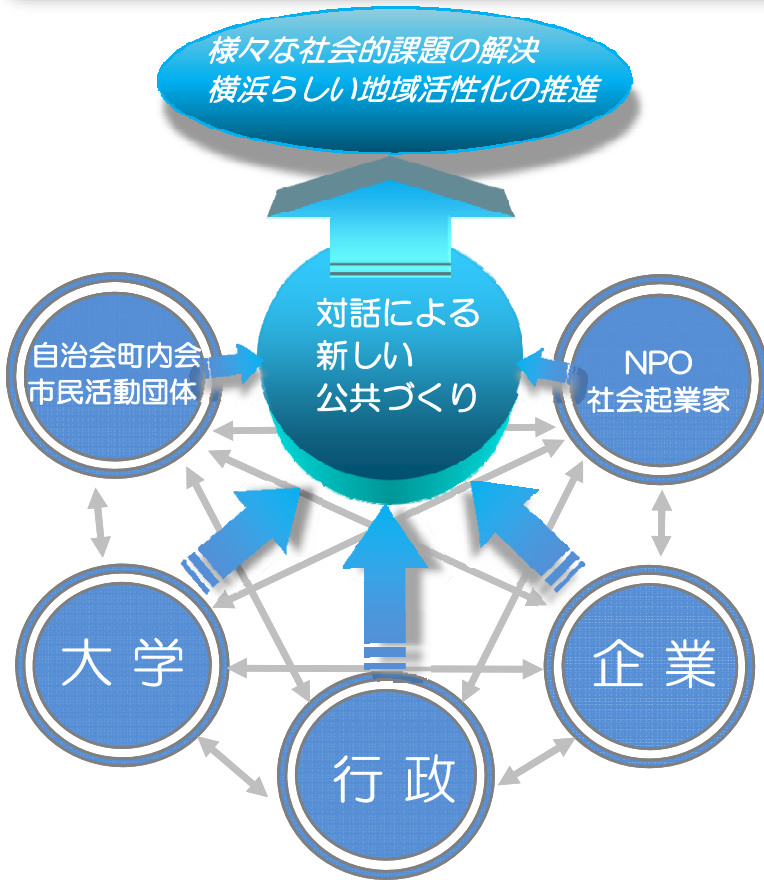 様々な社会的課題の解決
横浜らしい地域活性化の推進
対話による
新しい
公共づくり
自治会町内会
市民活動団体
NPO
社会起業家
大学
企業
行政